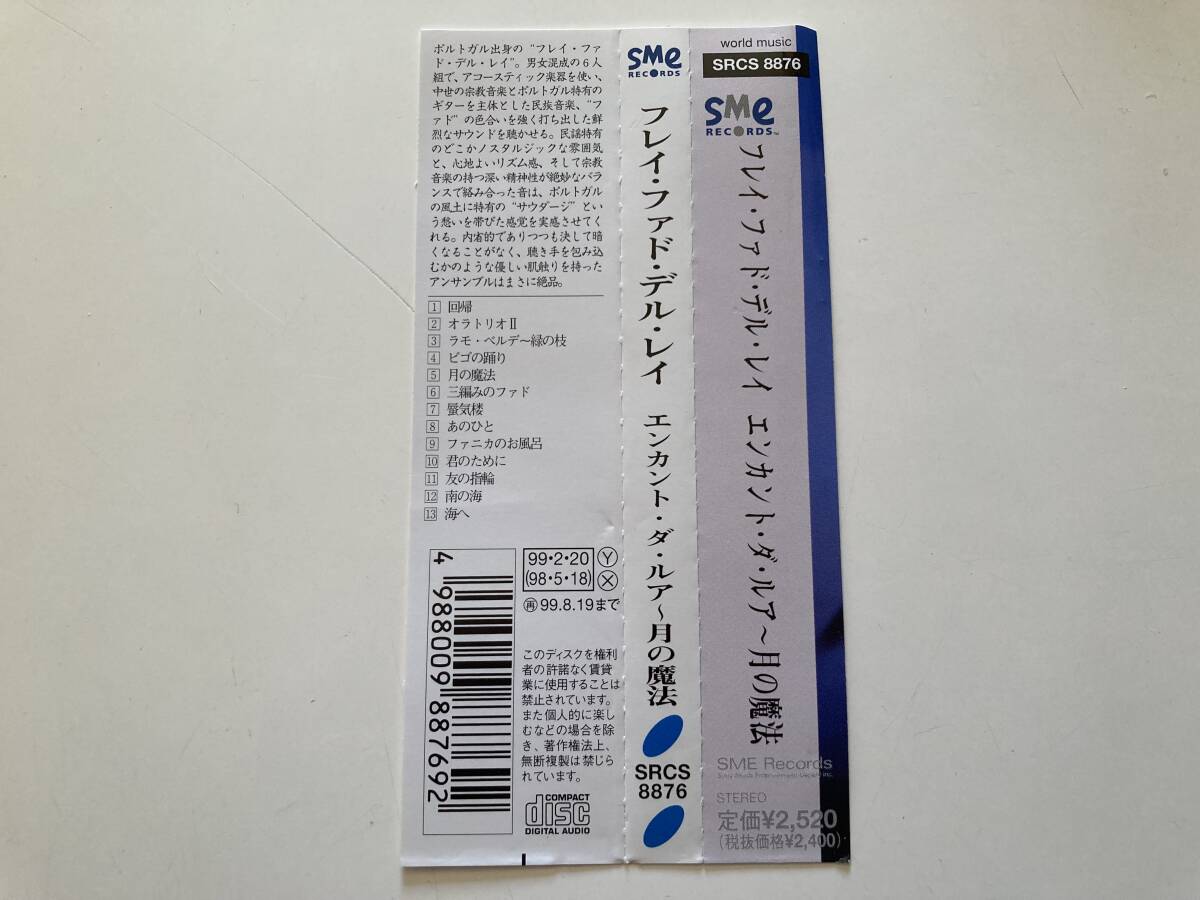 ポルトガル出身の“フレイ・ファ
ド・デル・レイ”。男女混成の6人
組で、アコースティック楽器を使い、
中世の宗教音楽とポルトガル特有の
ギターを主体とした民族音楽、“フ
ァド”の色合いを強く打ち出した鮮
烈なサウンドを聴かせる。民謡特有
のどこかノスタルジックな雰囲気
と、心地よいリズム感、そして宗教
音楽の持つ深い精神性が絶妙なバラ
ンスで絡み合った音は、ポルトガル
の風土に特有の“サウダージ”とい
う愁いを帯びた感覚を実感させてく
れる。内省的でありつつも決して暗
くなることがなく、聴き手を包み込
むかのような優しい肌触りを持った
アンサンブルはまさに絶品。
1 回帰
2 オラトリオⅡ
3 ラモ・ベルデ〜緑の枝
4 ビゴの踊り
5 月の魔法
6 三編みのファド
7 蜃気楼
8 あのひと
9 ファニカのお風呂
10 君のために
11 友の指輪
12 南の海
13 海へ
4 988009 887692
99・2・20 Y
(98・5・18) X
再 99.8.19まで
このディスクを権利
者の許諾なく賃貸
業に使用することは
禁止されています。
また個人的に楽し
むなどの場合を除
き、著作権法上、
無断複製は禁じら
れています。
COMPACT
disc
DIGITAL AUDIO
SMe
RECORDS
フレイ・ファド・デル・レイ エンカント・ダ・ルア〜月の魔法
SRCS
8876
world music
SRCS 8876
SMe
RECORDS™
フレイ・ファド・デル・レイ エンカント・ダ・ルア〜月の魔法
SME Records
Sony Music Entertainment (Japan) Inc.
STEREO
定価¥2,520
(税抜価格¥2,400)